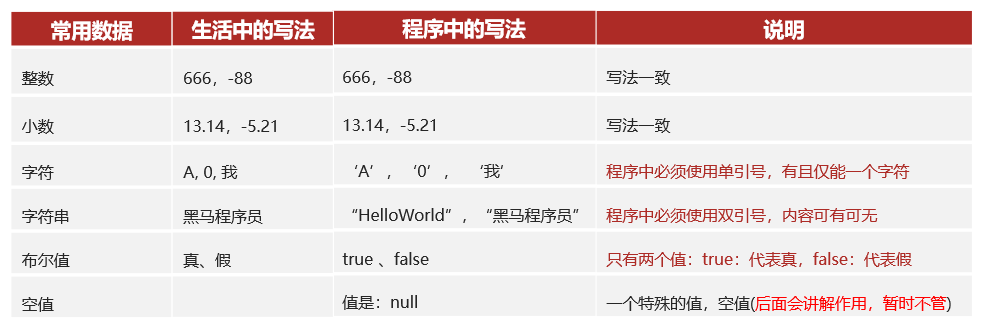 常用数据 生活中的写法 程序中的写法 说明
整数 666，-88 666，-88 写法一致
小数 13.14，-5.21 13.14，-5.21 写法一致
字符 A, 0, 我 ‘A’，‘0’， ‘我’ 程序中必须使用单引号，有且仅能一个字符
字符串 黑马程序员 “HelloWorld”，“黑马程序员” 程序中必须使用双引号，内容可有可无
布尔值 真、假 true 、false 只有两个值：true：代表真，false：代表假
空值 值是：null 一个特殊的值，空值(后面会讲解作用，暂时不管)